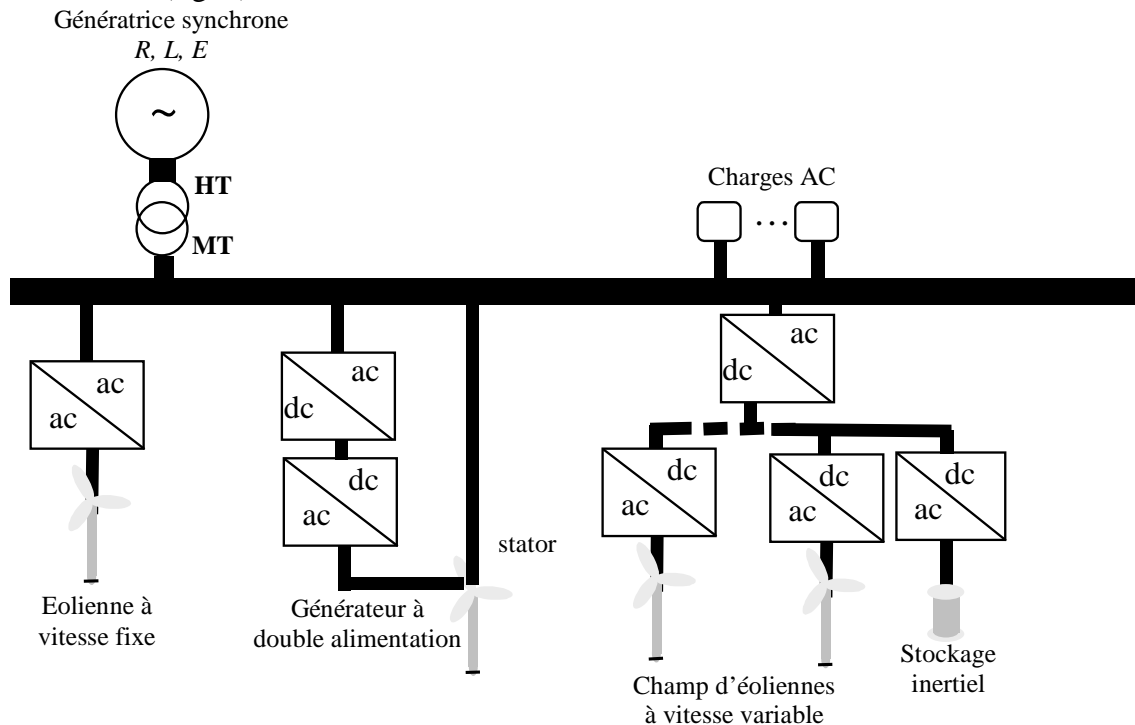 Génératrice synchrone
R, L, E
~
HT
MT
Charges AC
...
ac
ac
ac
dc
dc
ac
stator
ac
dc
dc
ac
dc
ac
dc
ac
Eolienne à
vitesse fixe
Générateur à
double alimentation
Champ d'éoliennes
à vitesse variable
Stockage
inertiel